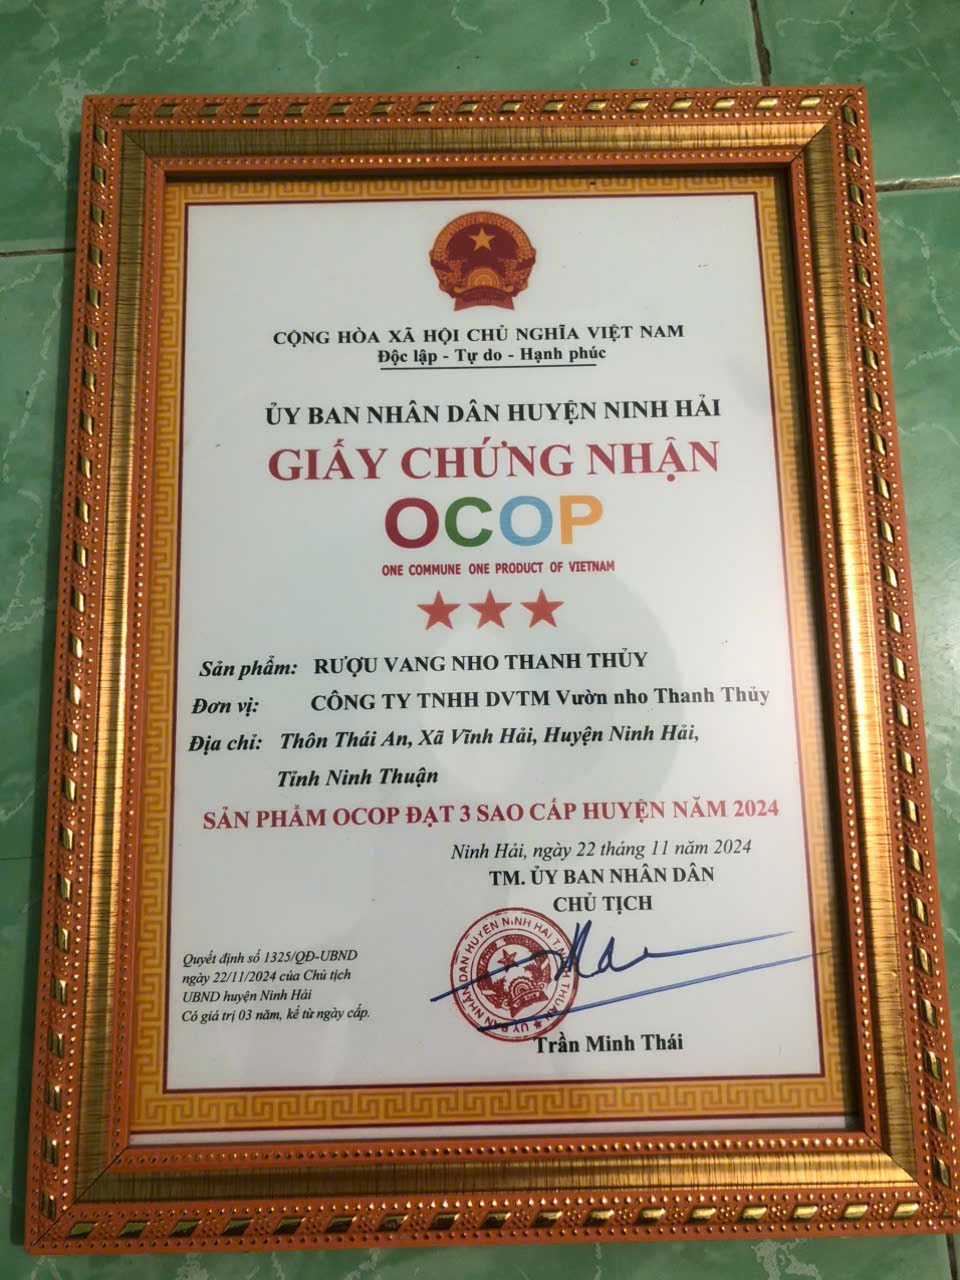 CỘNG HÒA XÃ HỘI CHỦ NGHĨA VIỆT NAM
Độc lập - Tự do - Hạnh phúc
ỦY BAN NHÂN DÂN HUYỆN NINH HẢI
GIẤY CHỨNG NHẬN
OCOP
ONE COMMUNE ONE PRODUCT OF VIETNAM
Sản phẩm: RƯỢU VANG NHO THANH THỦY
Đơn vị: CÔNG TY TNHH DVTM Vườn nho Thanh Thủy
Địa chỉ: Thôn Thái An, Xã Vĩnh Hải, Huyện Ninh Hải,
Tỉnh Ninh Thuận
SẢN PHẨM OCOP ĐẠT 3 SAO CẤP HUYỆN NĂM 2024
Ninh Hải, ngày 22 tháng 11 năm 2024
TM. ỦY BAN NHÂN DÂN
CHỦ TỊCH
Quyết định số 1325/QĐ-UBND
ngày 22/11/2024 của Chủ tịch
UBND huyện Ninh Hải
Có giá trị 03 năm, kể từ ngày cấp.
Trần Minh Thái